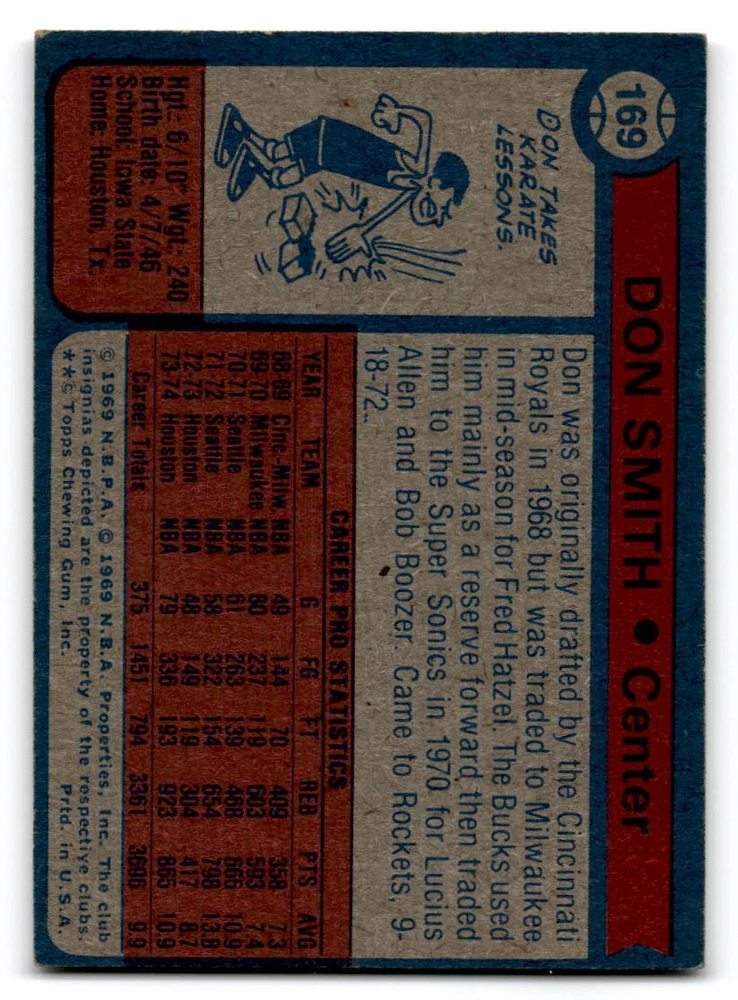 169
DON SMITH • Center
DON TAKES
KARATE
LESSONS.
Don was originally drafted by the Cincinnati
Royals in 1968 but was traded to Milwaukee
in mid-season for Fred Hatzel. The Bucks used
him mainly as a reserve forward, then traded
him to the Super Sonics in 1970 for Lucius
Allen and Bob Boozer. Came to Rockets, 9-
18-72..
Hgt.: 6/10" Wgt.: 240
Birth date: 4/7/46
School: Iowa State
Home: Houston, Tx.
CAREER PRO STATISTICS
YEAR TEAM G FG FT REB PTS AVG
68-69 Cinc.-Milw. NBA 49 144 70 409 358 7.3
69-70 Milwaukee NBA 80 237 119 603 593 7.4
70-71 Seattle NBA 61 263 139 468 665 10.9
71-72 Seattle NBA 58 322 154 654 798 13.8
72-73 Houston NBA 48 149 119 304 417 8.7
73-74 Houston NBA 79 336 193 923 865 10.9
Career Totals 375 1451 794 3361 3696 9.9
© 1969 N.B.P.A. © 1969 N.B.A. Properties, Inc. The club
insignias depicted are the property of the respective clubs.
**© Topps Chewing Gum, Inc. Prtd. in U.S.A.